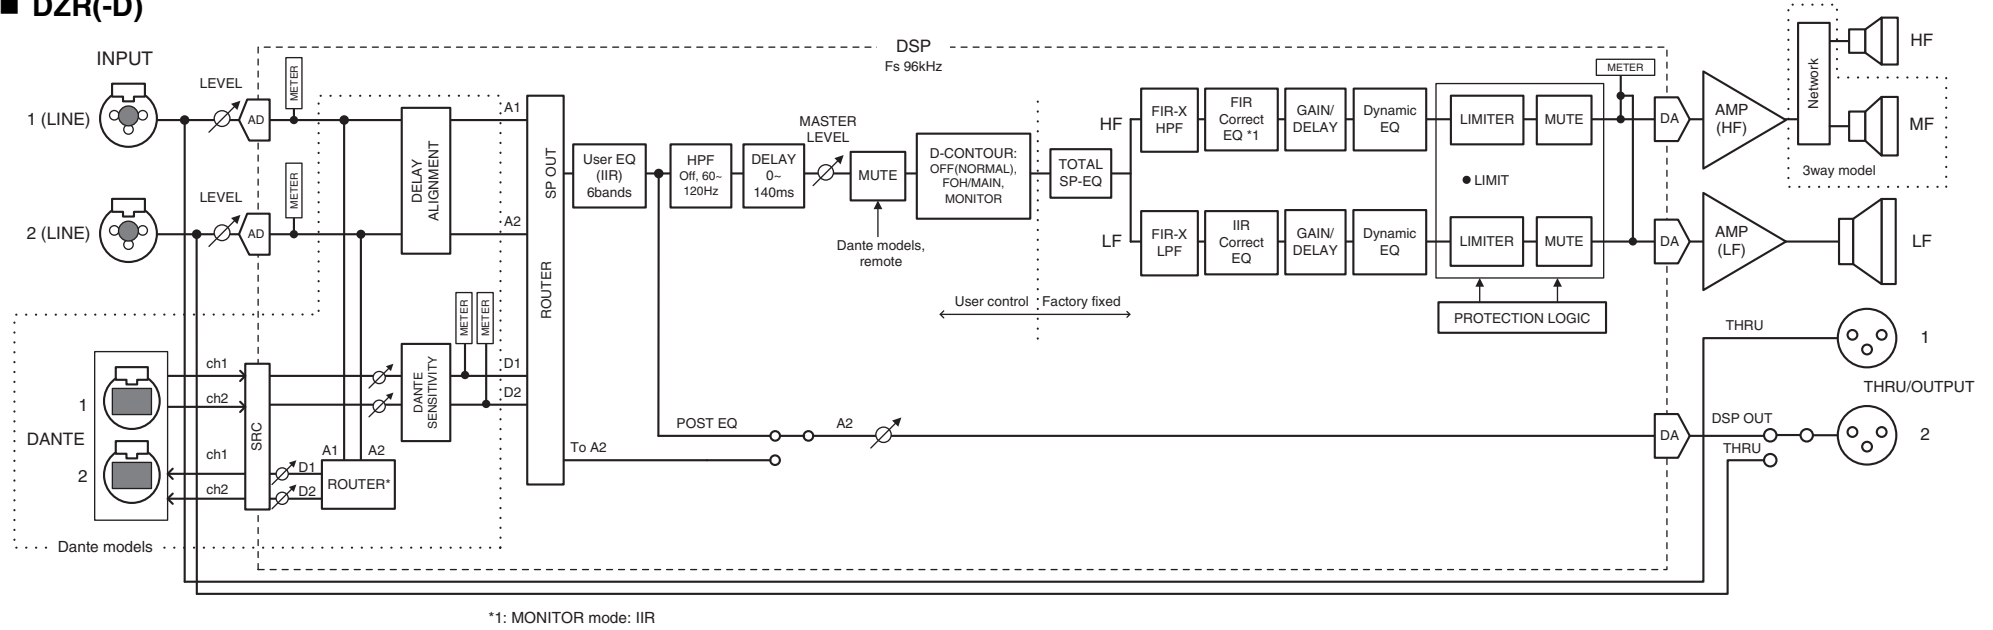 ■ DZR(-D)
INPUT
1 (LINE)
2 (LINE)
LEVEL
LEVEL
METER
METER
AD
AD
DSP
Fs 96kHz
DELAY
ALIGNMENT
A1
A2
SP OUT
ROUTER
User EQ
(IIR)
6bands
HPF
Off, 60~
120Hz
DELAY
0~
140ms
MASTER
LEVEL
MUTE
Dante models,
remote
D-CONTOUR:
OFF(NORMAL),
FOH/MAIN,
MONITOR
User control
Factory fixed
TOTAL
SP-EQ
HF
FIR-X
HPF
FIR
Correct
EQ *1
GAIN/
DELAY
Dynamic
EQ
LIMITER
MUTE
● LIMIT
LF
FIR-X
LPF
IIR
Correct
EQ
GAIN/
DELAY
Dynamic
EQ
LIMITER
MUTE
PROTECTION LOGIC
METER
DA
DA
AMP
(HF)
AMP
(LF)
Network
HF
MF
3way model
LF
DANTE
1
2
ch1
ch2
ch1
ch2
SRC
DANTE
SENSITIVITY
METER
METER
D1
D2
A1
A2
D1
D2
ROUTER*
Dante models
POST EQ
To A2
A2
DA
THRU
1
THRU/OUTPUT
DSP OUT
THRU
2
*1: MONITOR mode: IIR